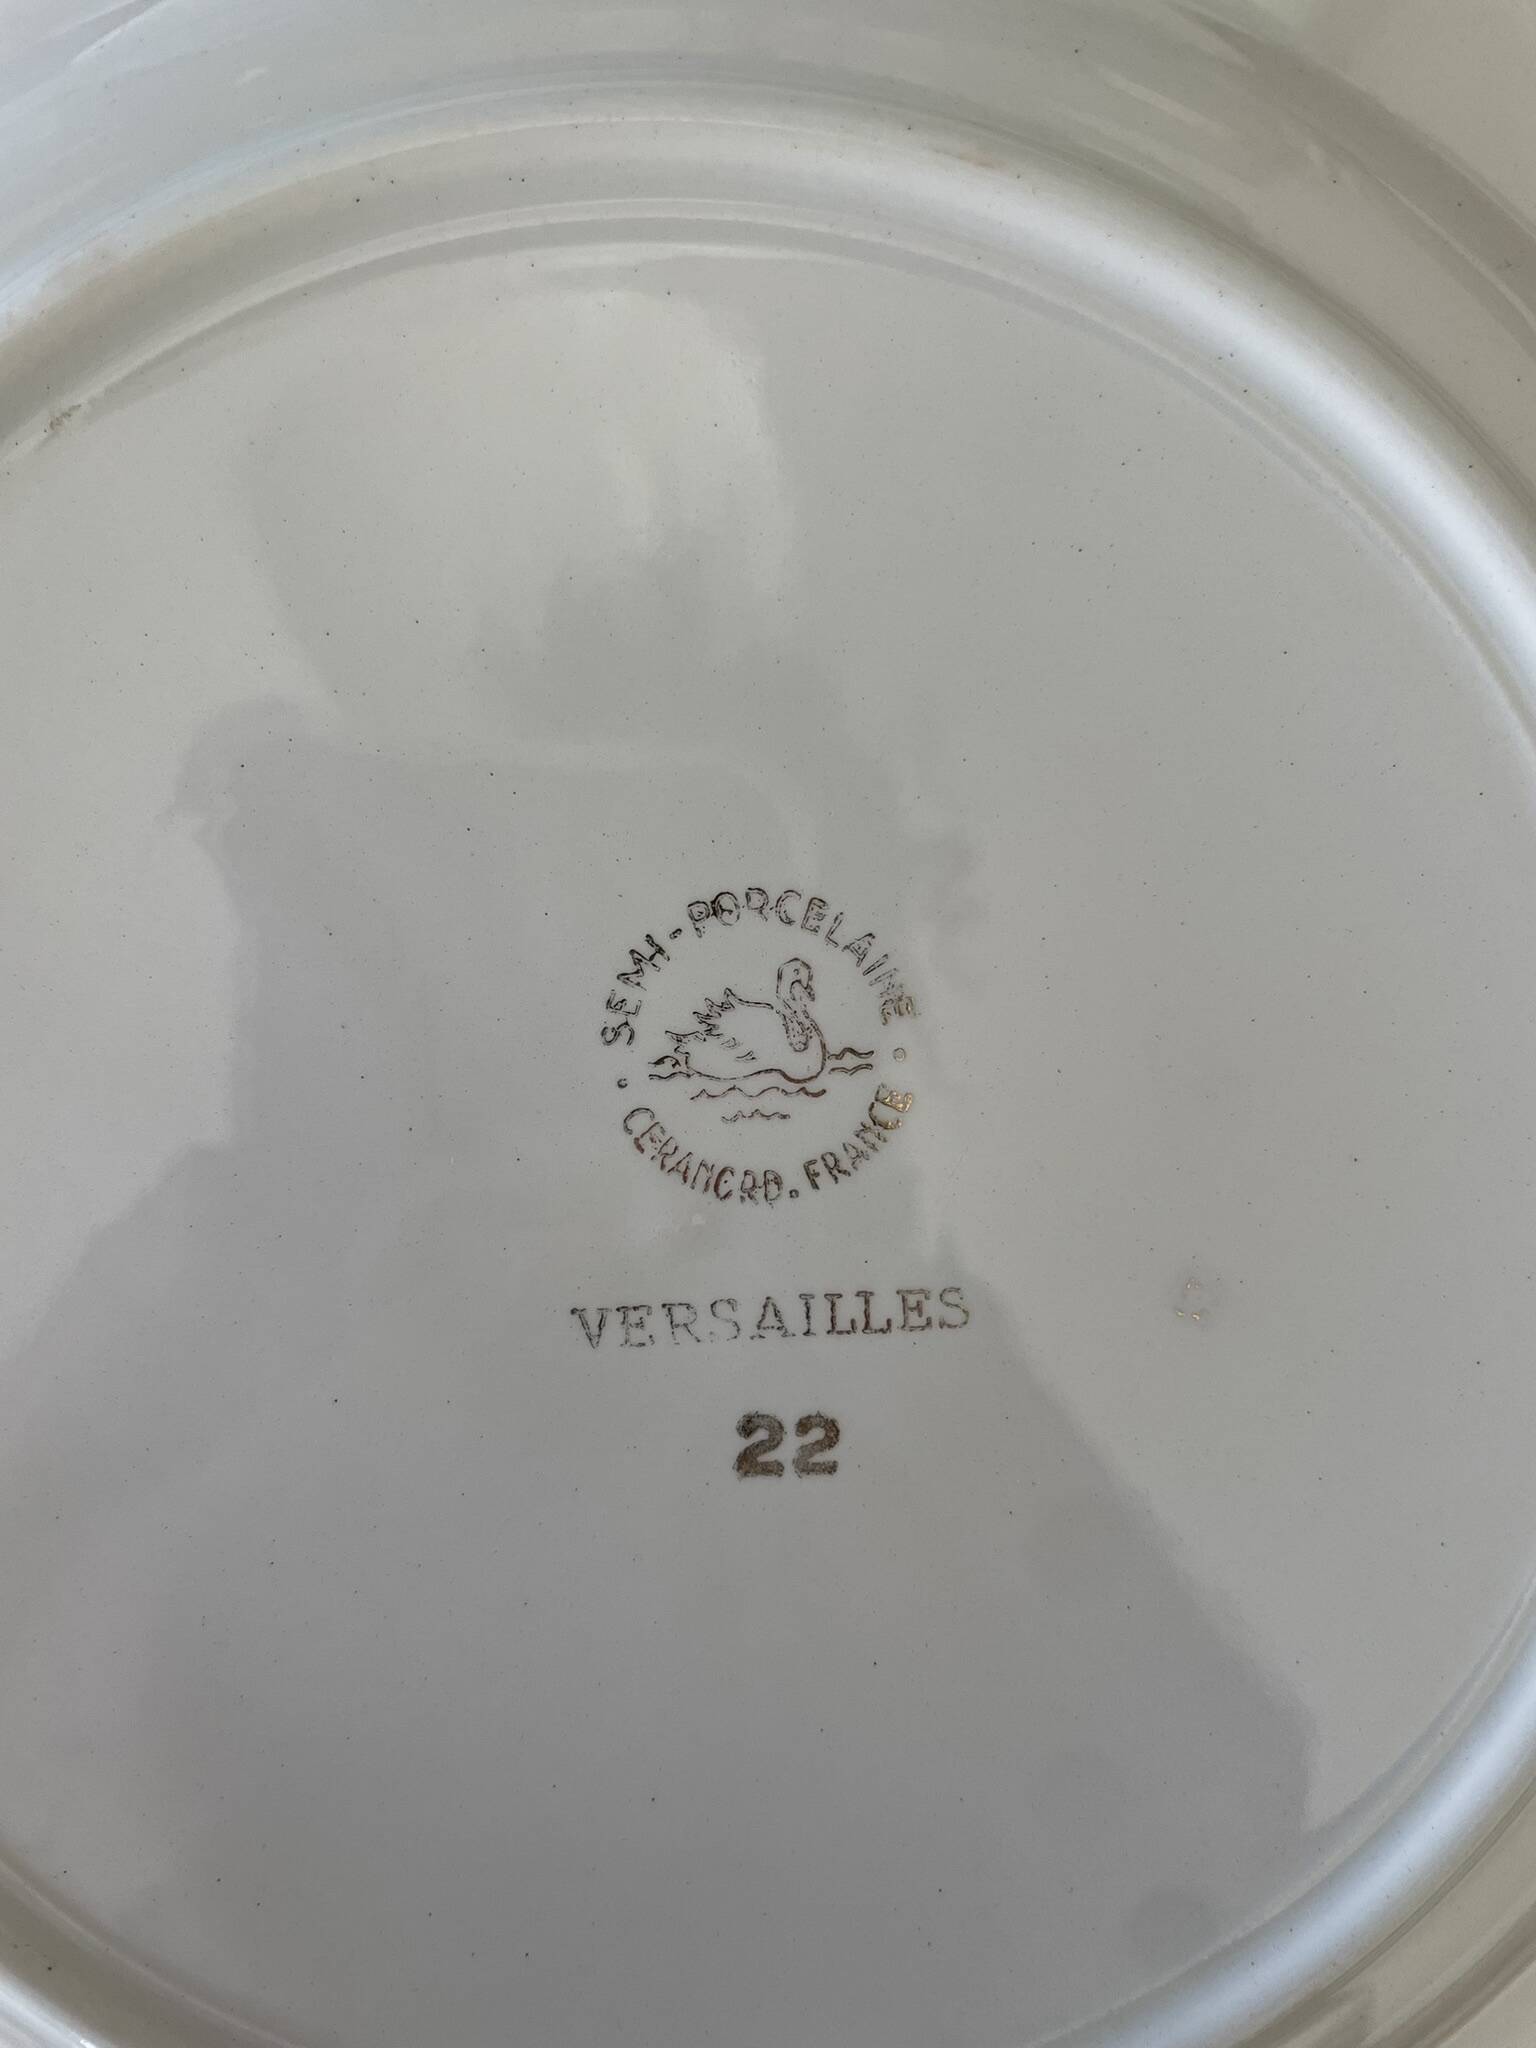 SEMI-PORCELAINE
CERANORD. FRANCE
VERSAILLES
22